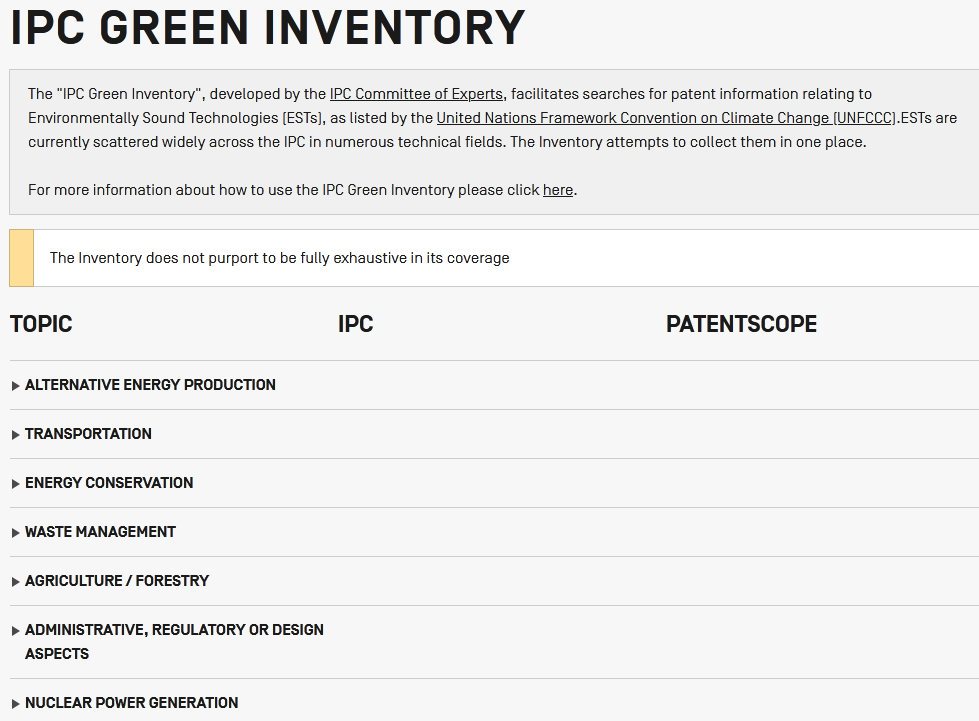 IPC GREEN INVENTORY
The "IPC Green Inventory", developed by the IPC Committee of Experts, facilitates searches for patent information relating to
Environmentally Sound Technologies (ESTs), as listed by the United Nations Framework Convention on Climate Change (UNFCCC).ESTs are
currently scattered widely across the IPC in numerous technical fields. The Inventory attempts to collect them in one place.
For more information about how to use the IPC Green Inventory please click here.
The Inventory does not purport to be fully exhaustive in its coverage
TOPIC IPC PATENTSCOPE
ALTERNATIVE ENERGY PRODUCTION
TRANSPORTATION
ENERGY CONSERVATION
WASTE MANAGEMENT
AGRICULTURE / FORESTRY
ADMINISTRATIVE, REGULATORY OR DESIGN
ASPECTS
NUCLEAR POWER GENERATION